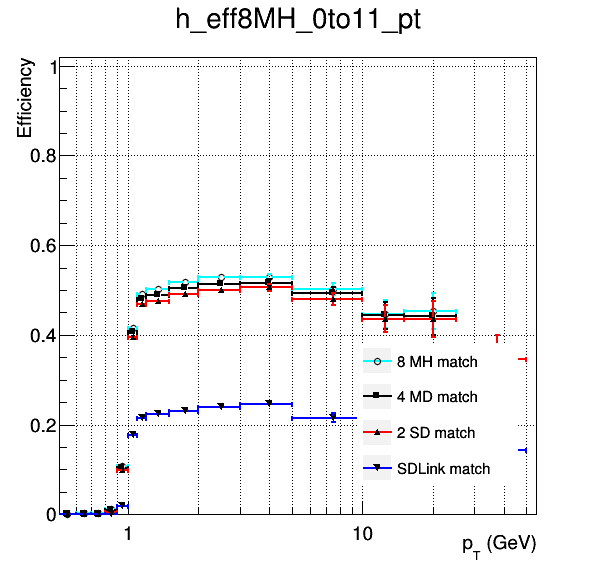 h_eff8MH_0to11_pt
Efficiency
1
0.8
0.6
0.4
0.2
0
8 MH match
4 MD match
2 SD match
SDLink match
1
10
pT (GeV)